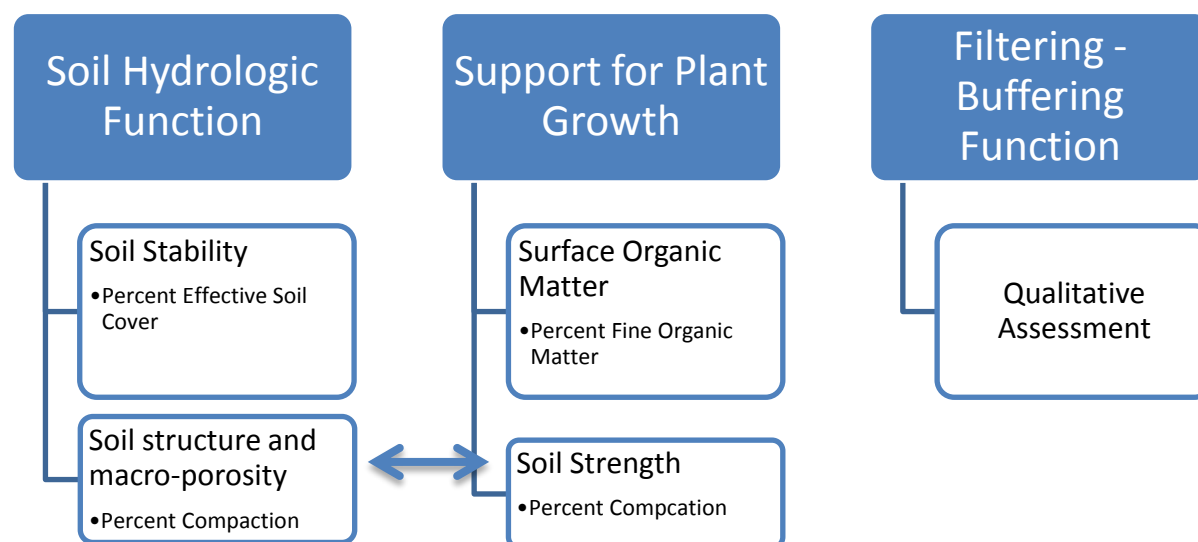 Soil Hydrologic
Function
Soil Stability
•Percent Effective Soil
Cover
Soil structure and
macro-porosity
•Percent Compaction
Support for Plant
Growth
Surface Organic
Matter
•Percent Fine Organic
Matter
Soil Strength
•Percent Compcation
Filtering -
Buffering
Function
Qualitative
Assessment